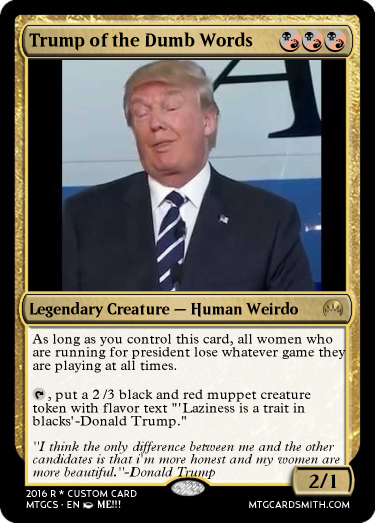 Trump of the Dumb Words
Legendary Creature — Human Weirdo
As long as you control this card, all women who
are running for president lose whatever game they
are playing at all times.
, put a 2 /3 black and red muppet creature
token with flavor text "'Laziness is a trait in
blacks'-Donald Trump."
"I think the only difference between me and the other
candidates is that i'm more honest and my women are
more beautiful."-Donald Trump
2/1
2016 R * CUSTOM CARD
MTGCS · EN ME!!!
MTGCARDSMITH.COM